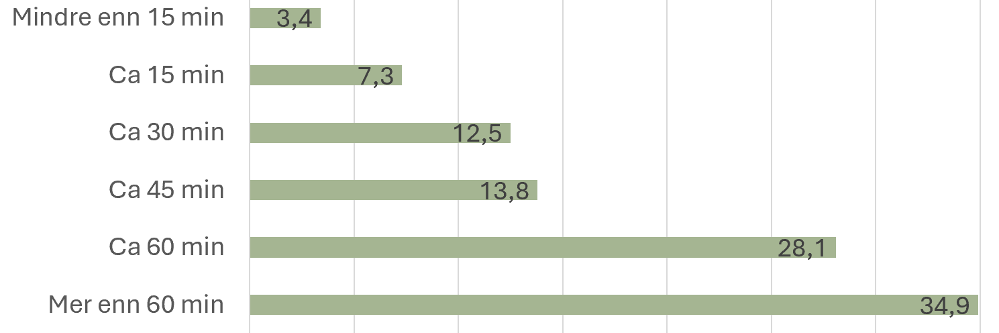 Mindre enn 15 min 3,4
Ca 15 min 7,3
Ca 30 min 12,5
Ca 45 min 13,8
Ca 60 min 28,1
Mer enn 60 min 34,9